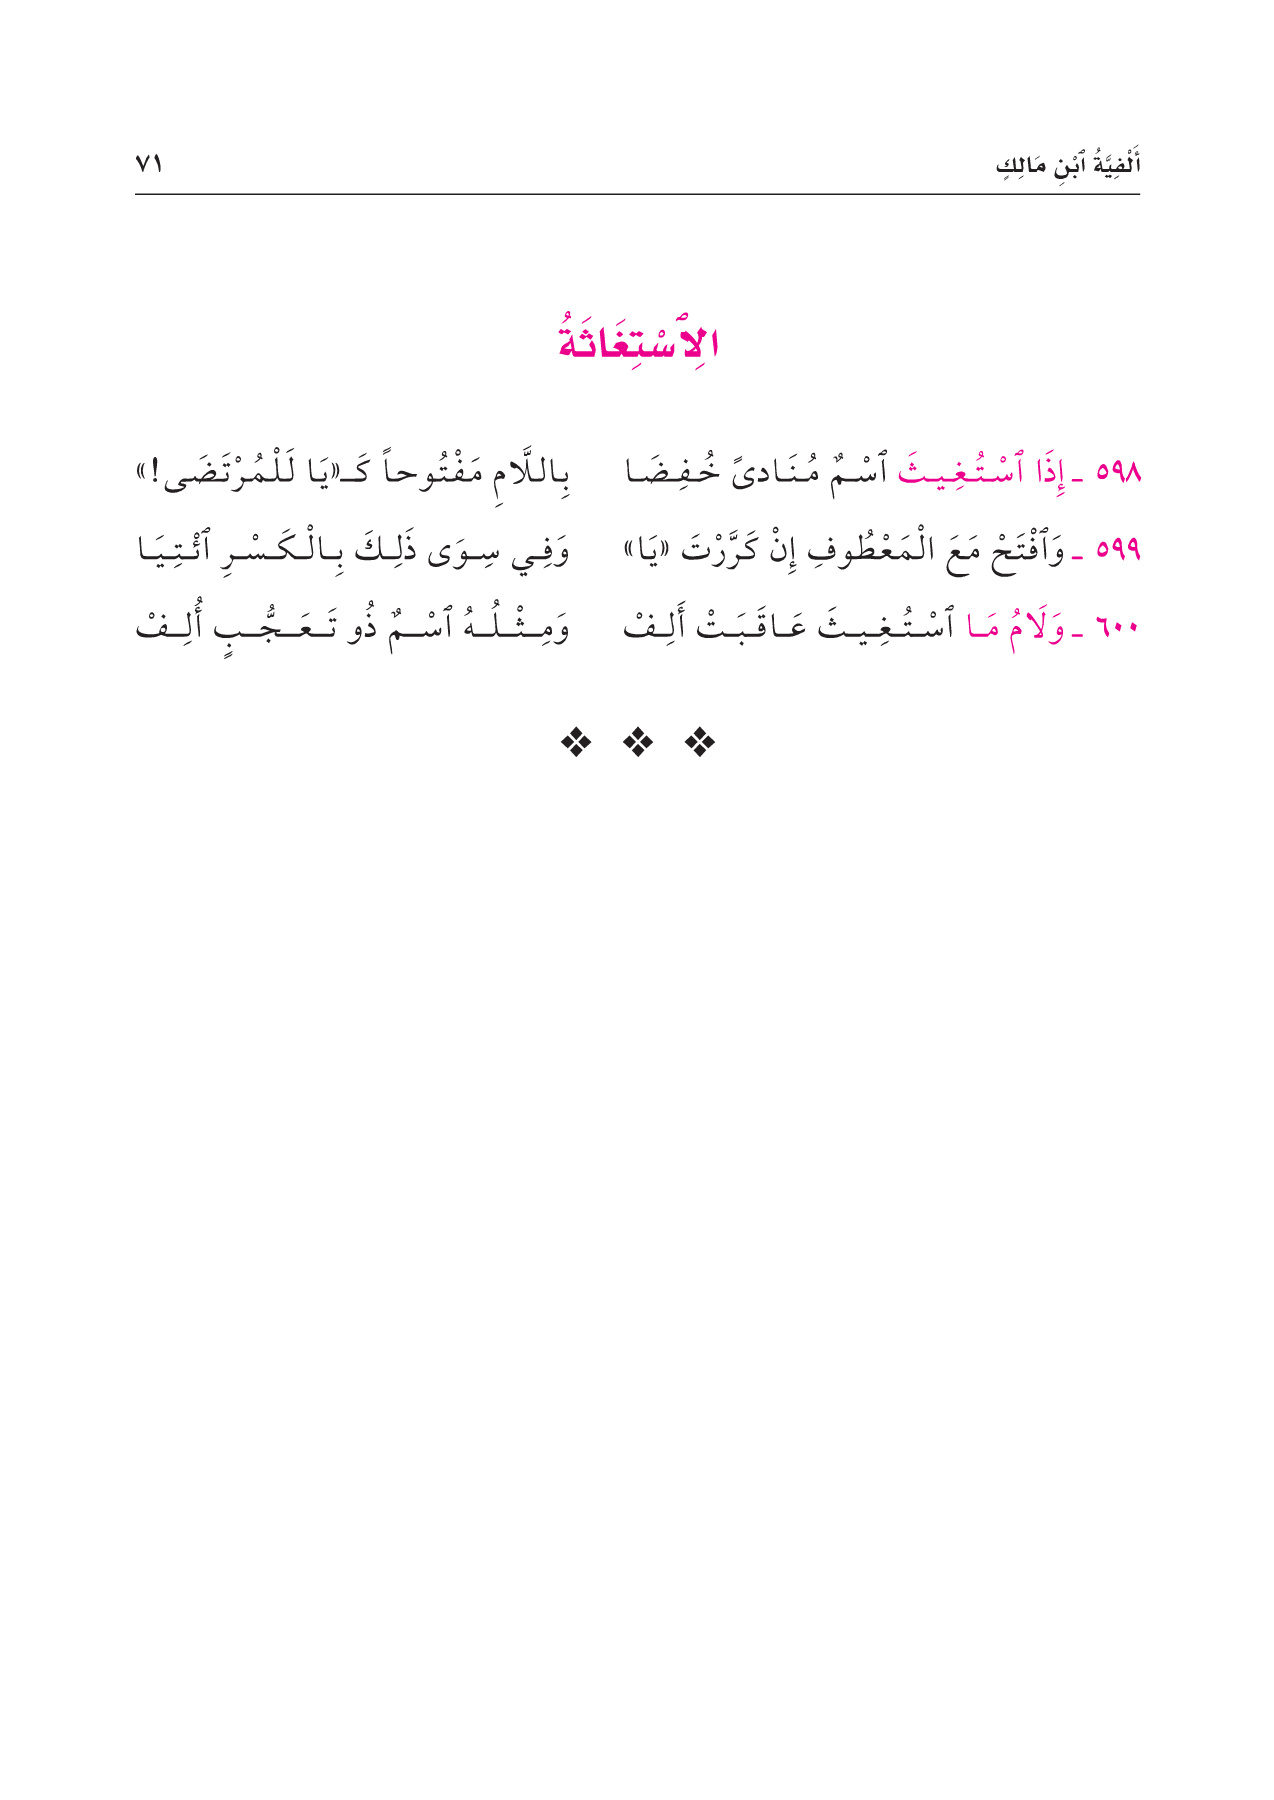 أَلْفِيَّةُ ٱبْنِ مَالِكٍ ٧١
الِٱسْتِغَاثَةُ
٥٩٨ ـ إِذَا ٱسْتُغِيثَ ٱسْمٌ مُنَادىً خُفِضَا بِاللَّامِ مَفْتُوحاً كَـ«يَا لَلْمُرْتَضَى!»
٥٩٩ ـ وَٱفْتَحْ مَعَ الْمَعْطُوفِ إِنْ كَرَّرْتَ «يَا» وَفِي سِوَى ذَلِكَ بِالْكَسْرِ ٱئْتِيَا
٦٠٠ ـ وَلَامُ مَا ٱسْتُغِيثَ عَاقَبَتْ أَلِفْ وَمِثْلُهُ ٱسْمٌ ذُو تَعَجُّبٍ أُلِفْ